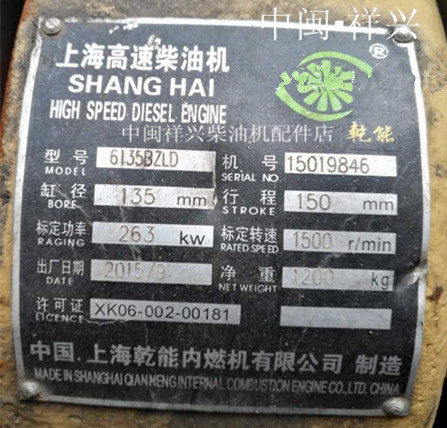 中闽·祥兴
上海高速柴油机
SHANG HAI
HIGH SPEED DIESEL ENGINE
®
乾能
中闽祥兴柴油机配件店
型号 6135BZLD 机号 15019846
MODEL SERIAL NO.
缸径 135 mm 行程 150 mm
BORE STROKE
标定功率 263 kw 标定转速 1500 r/min
RAGING RATED SPEED
出厂日期 2015/9 净重 1200 kg
DATE NET WEIGHT
许可证 XK06-002-00181
LICENCE
中国.上海乾能内燃机有限公司 制造
MADE IN SHANGHAI QIANNENG INTERNAL COMBUSTION ENGINE CO.,LTD. CHINA